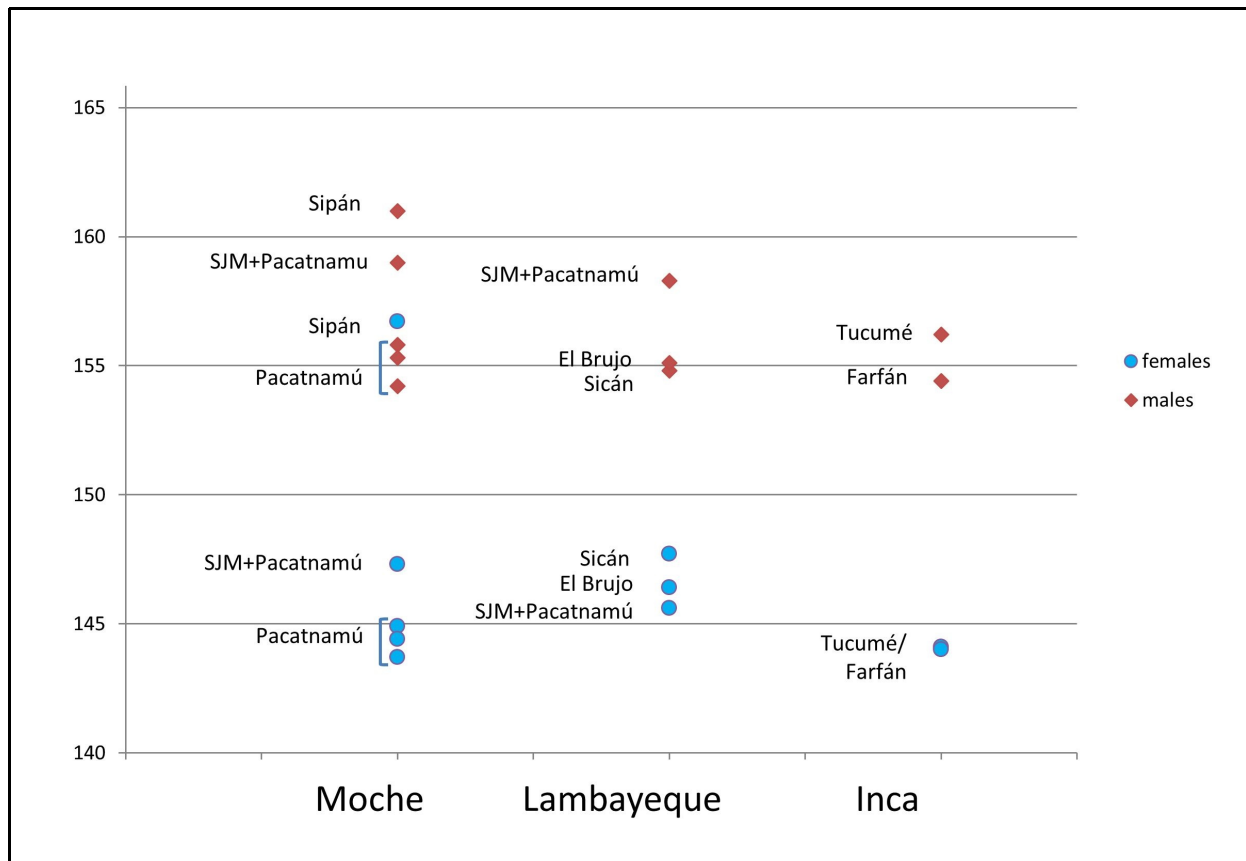 165
Sipán
160
SJM+Pacatnamu
SJM+Pacatnamú
Sipán
Tucumé
155
El Brujo
females
Pacatnamú
Sicán
Farfán
males
150
SJM+Pacatnamú
Sicán
El Brujo
SJM+Pacatnamú
145
Pacatnamú
Tucumé/
Farfán
140
Moche
Lambayeque
Inca